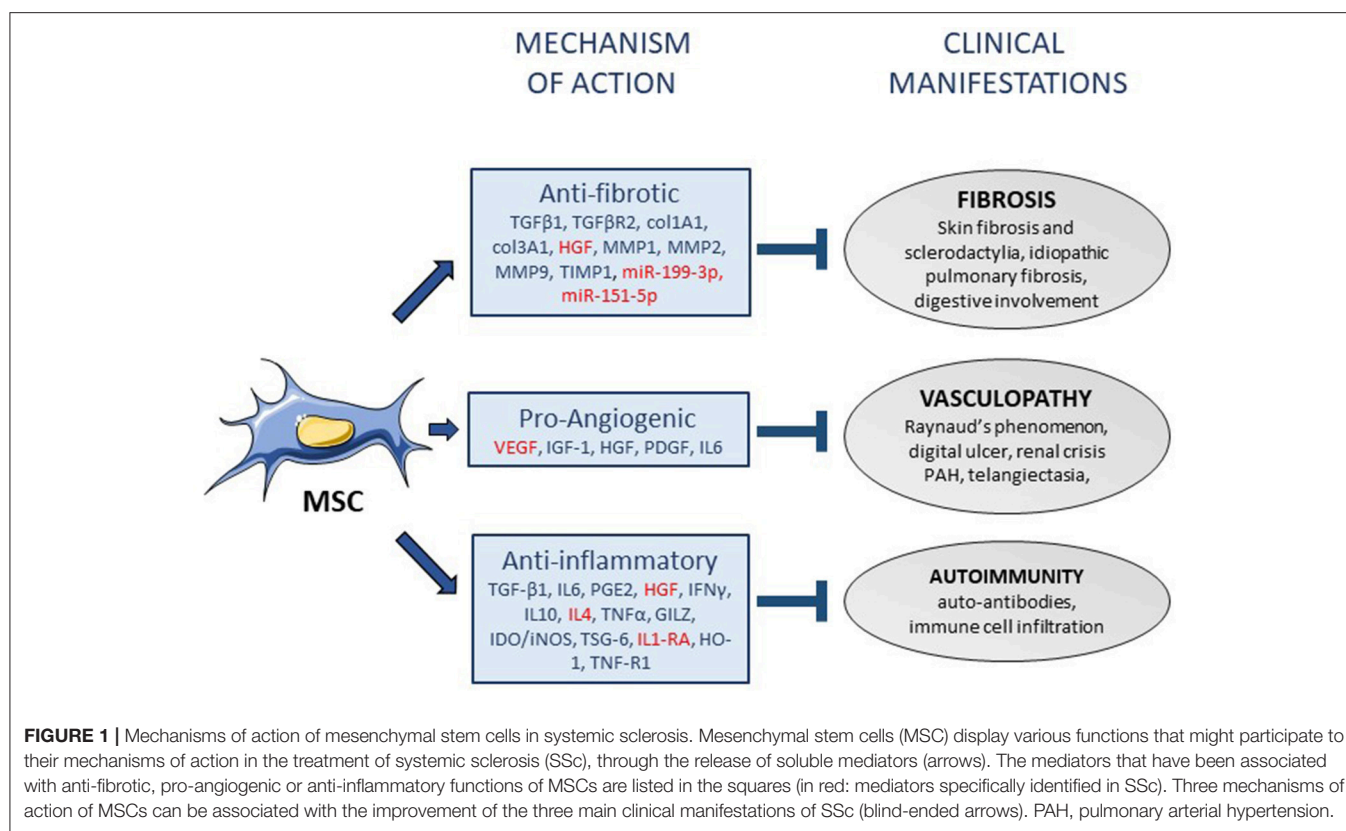 MECHANISM
OF ACTION
CLINICAL
MANIFESTATIONS
Anti-fibrotic
TGFβ1, TGFβR2, col1A1,
col3A1, HGF, MMP1, MMP2,
MMP9, TIMP1, miR-199-3p,
miR-151-5p
FIBROSIS
Skin fibrosis and
sclerodactylia, idiopathic
pulmonary fibrosis,
digestive involvement
MSC
Pro-Angiogenic
VEGF, IGF-1, HGF, PDGF, IL6
VASCULOPATHY
Raynaud's phenomenon,
digital ulcer, renal crisis
PAH, telangiectasia,
Anti-inflammatory
TGF-β1, IL6, PGE2, HGF, IFNγ,
IL10, IL4, TNFα, GILZ,
IDO/iNOS, TSG-6, IL1-RA, HO-
1, TNF-R1
AUTOIMMUNITY
auto-antibodies,
immune cell infiltration
FIGURE 1 | Mechanisms of action of mesenchymal stem cells in systemic sclerosis. Mesenchymal stem cells (MSC) display various functions that might participate to
their mechanisms of action in the treatment of systemic sclerosis (SSc), through the release of soluble mediators (arrows). The mediators that have been associated
with anti-fibrotic, pro-angiogenic or anti-inflammatory functions of MSCs are listed in the squares (in red: mediators specifically identified in SSc). Three mechanisms of
action of MSCs can be associated with the improvement of the three main clinical manifestations of SSc (blind-ended arrows). PAH, pulmonary arterial hypertension.